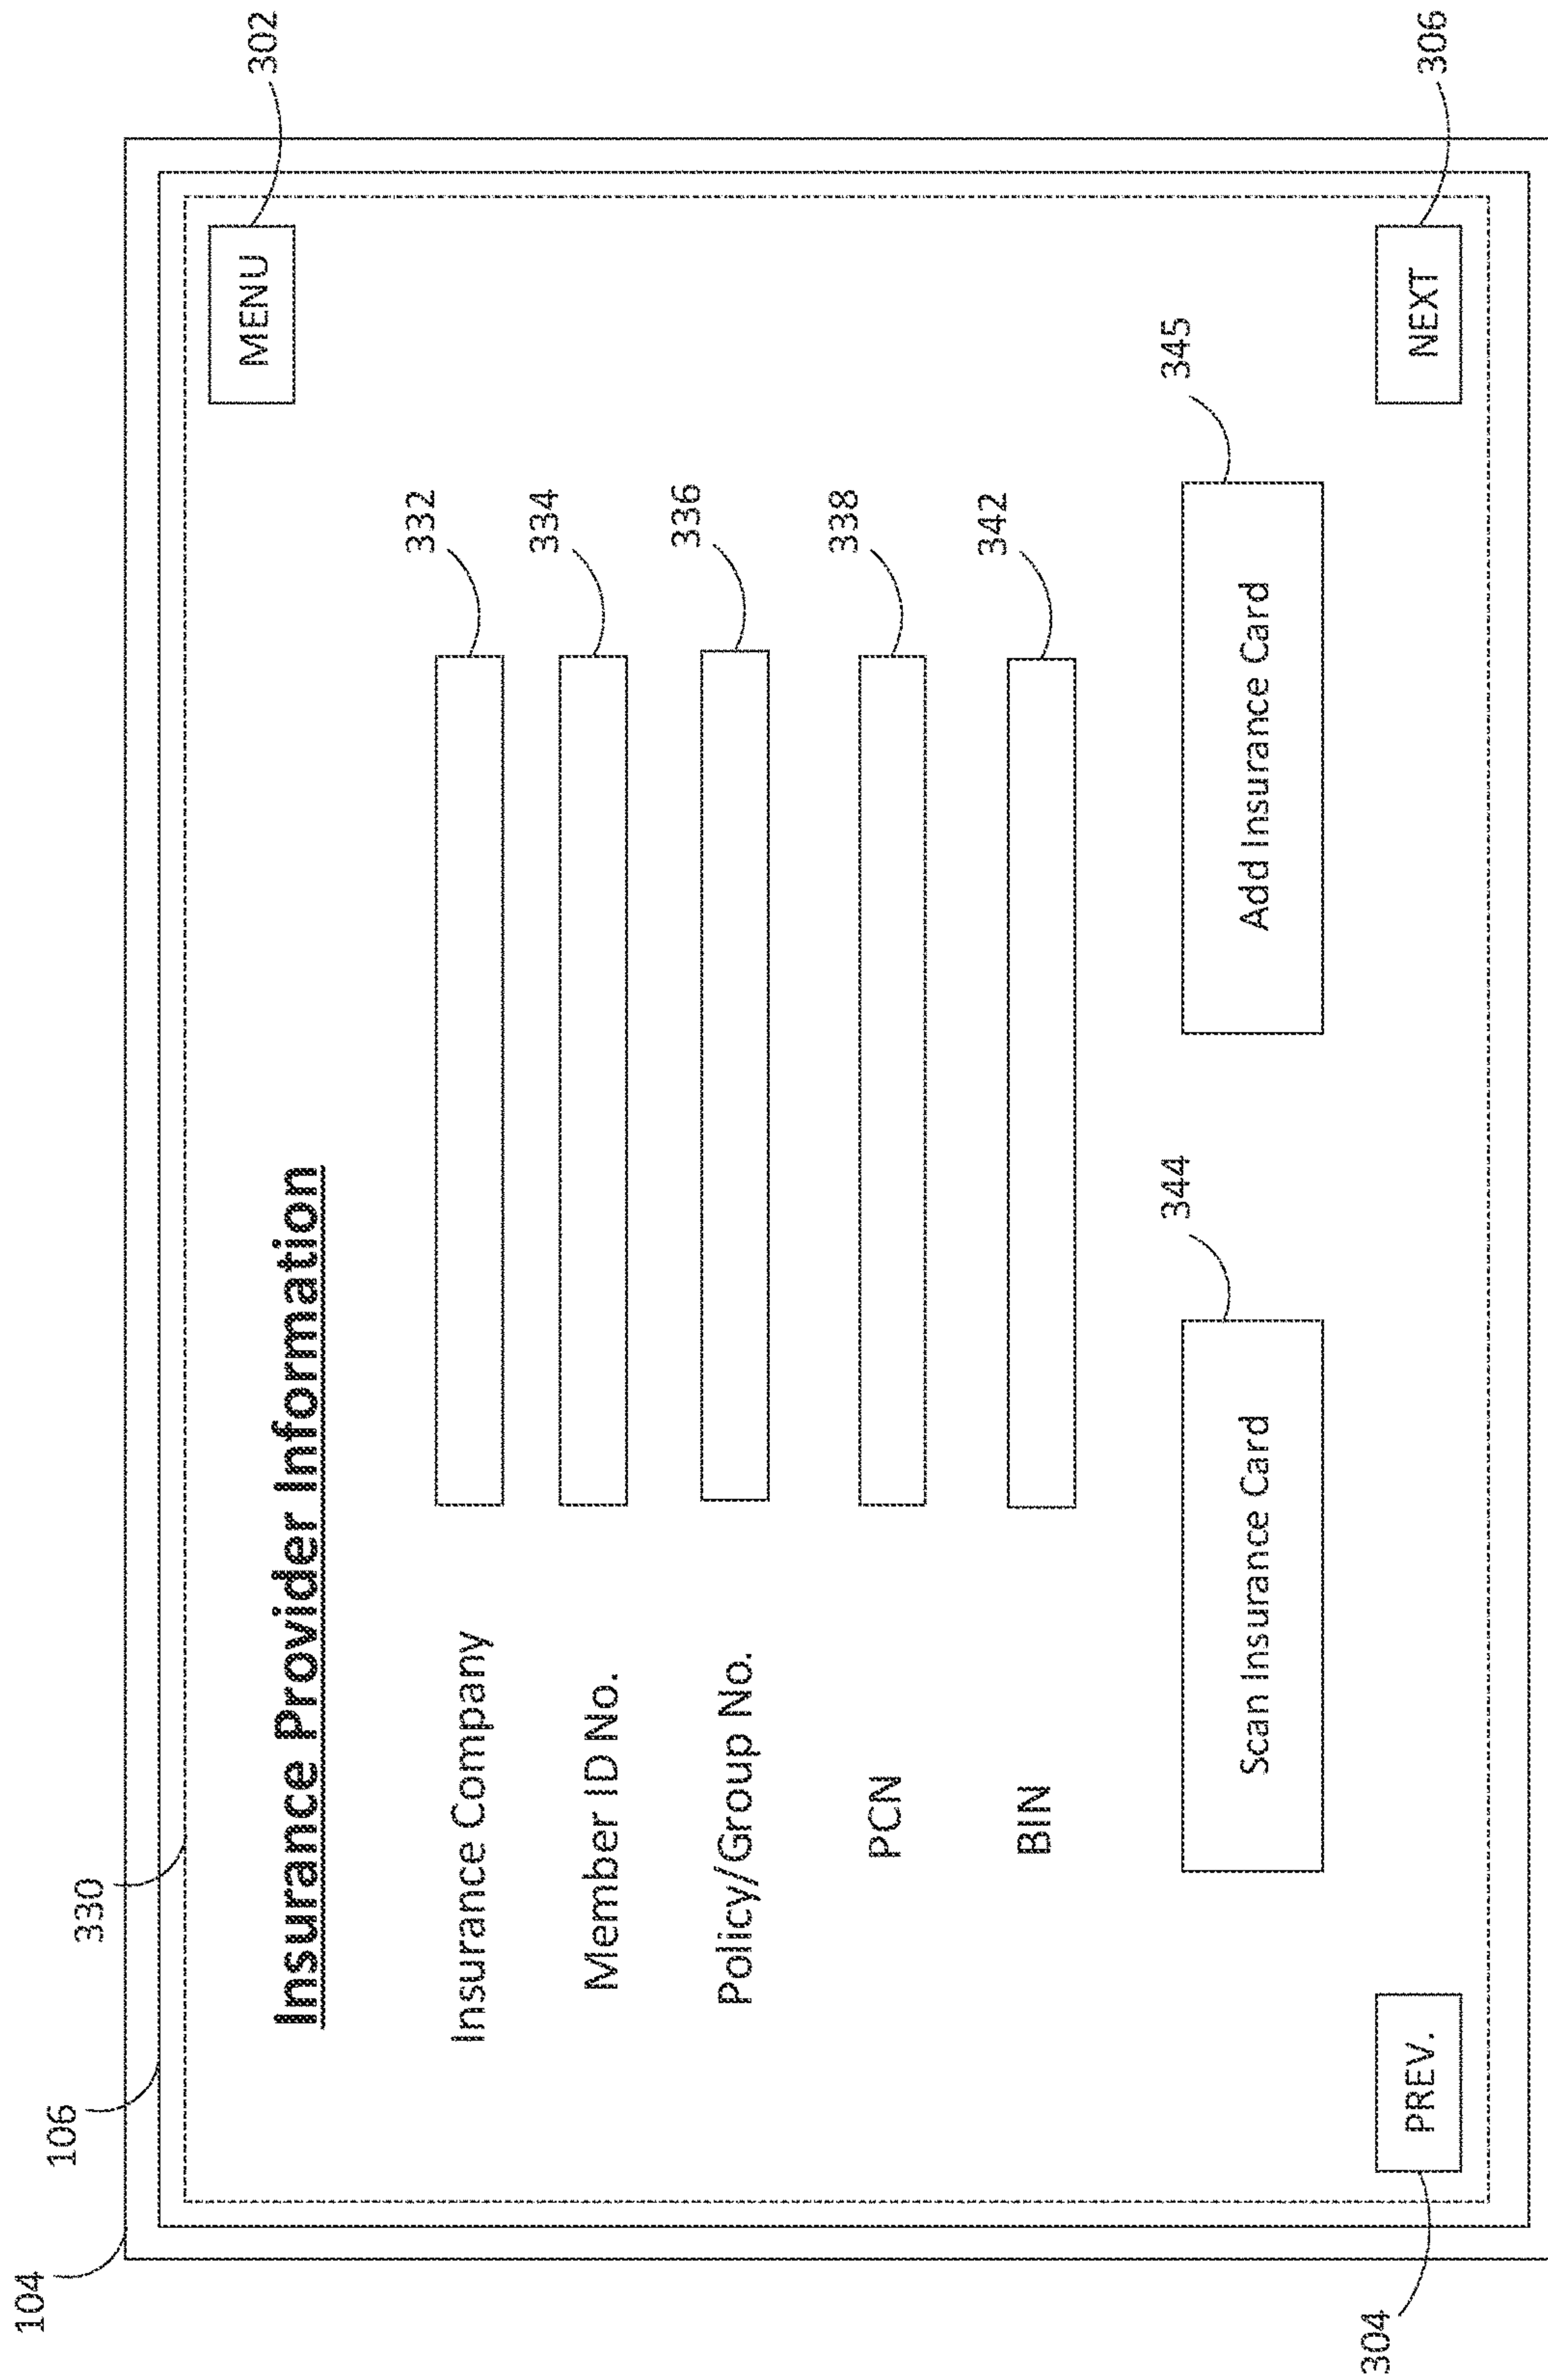 104
106
330
302
MENU
Insurance Provider Information
Insurance Company
332
Member ID No.
334
Policy/Group No.
336
PCN
338
BIN
342
344
345
Scan Insurance Card
Add Insurance Card
304
PREV.
NEXT
306